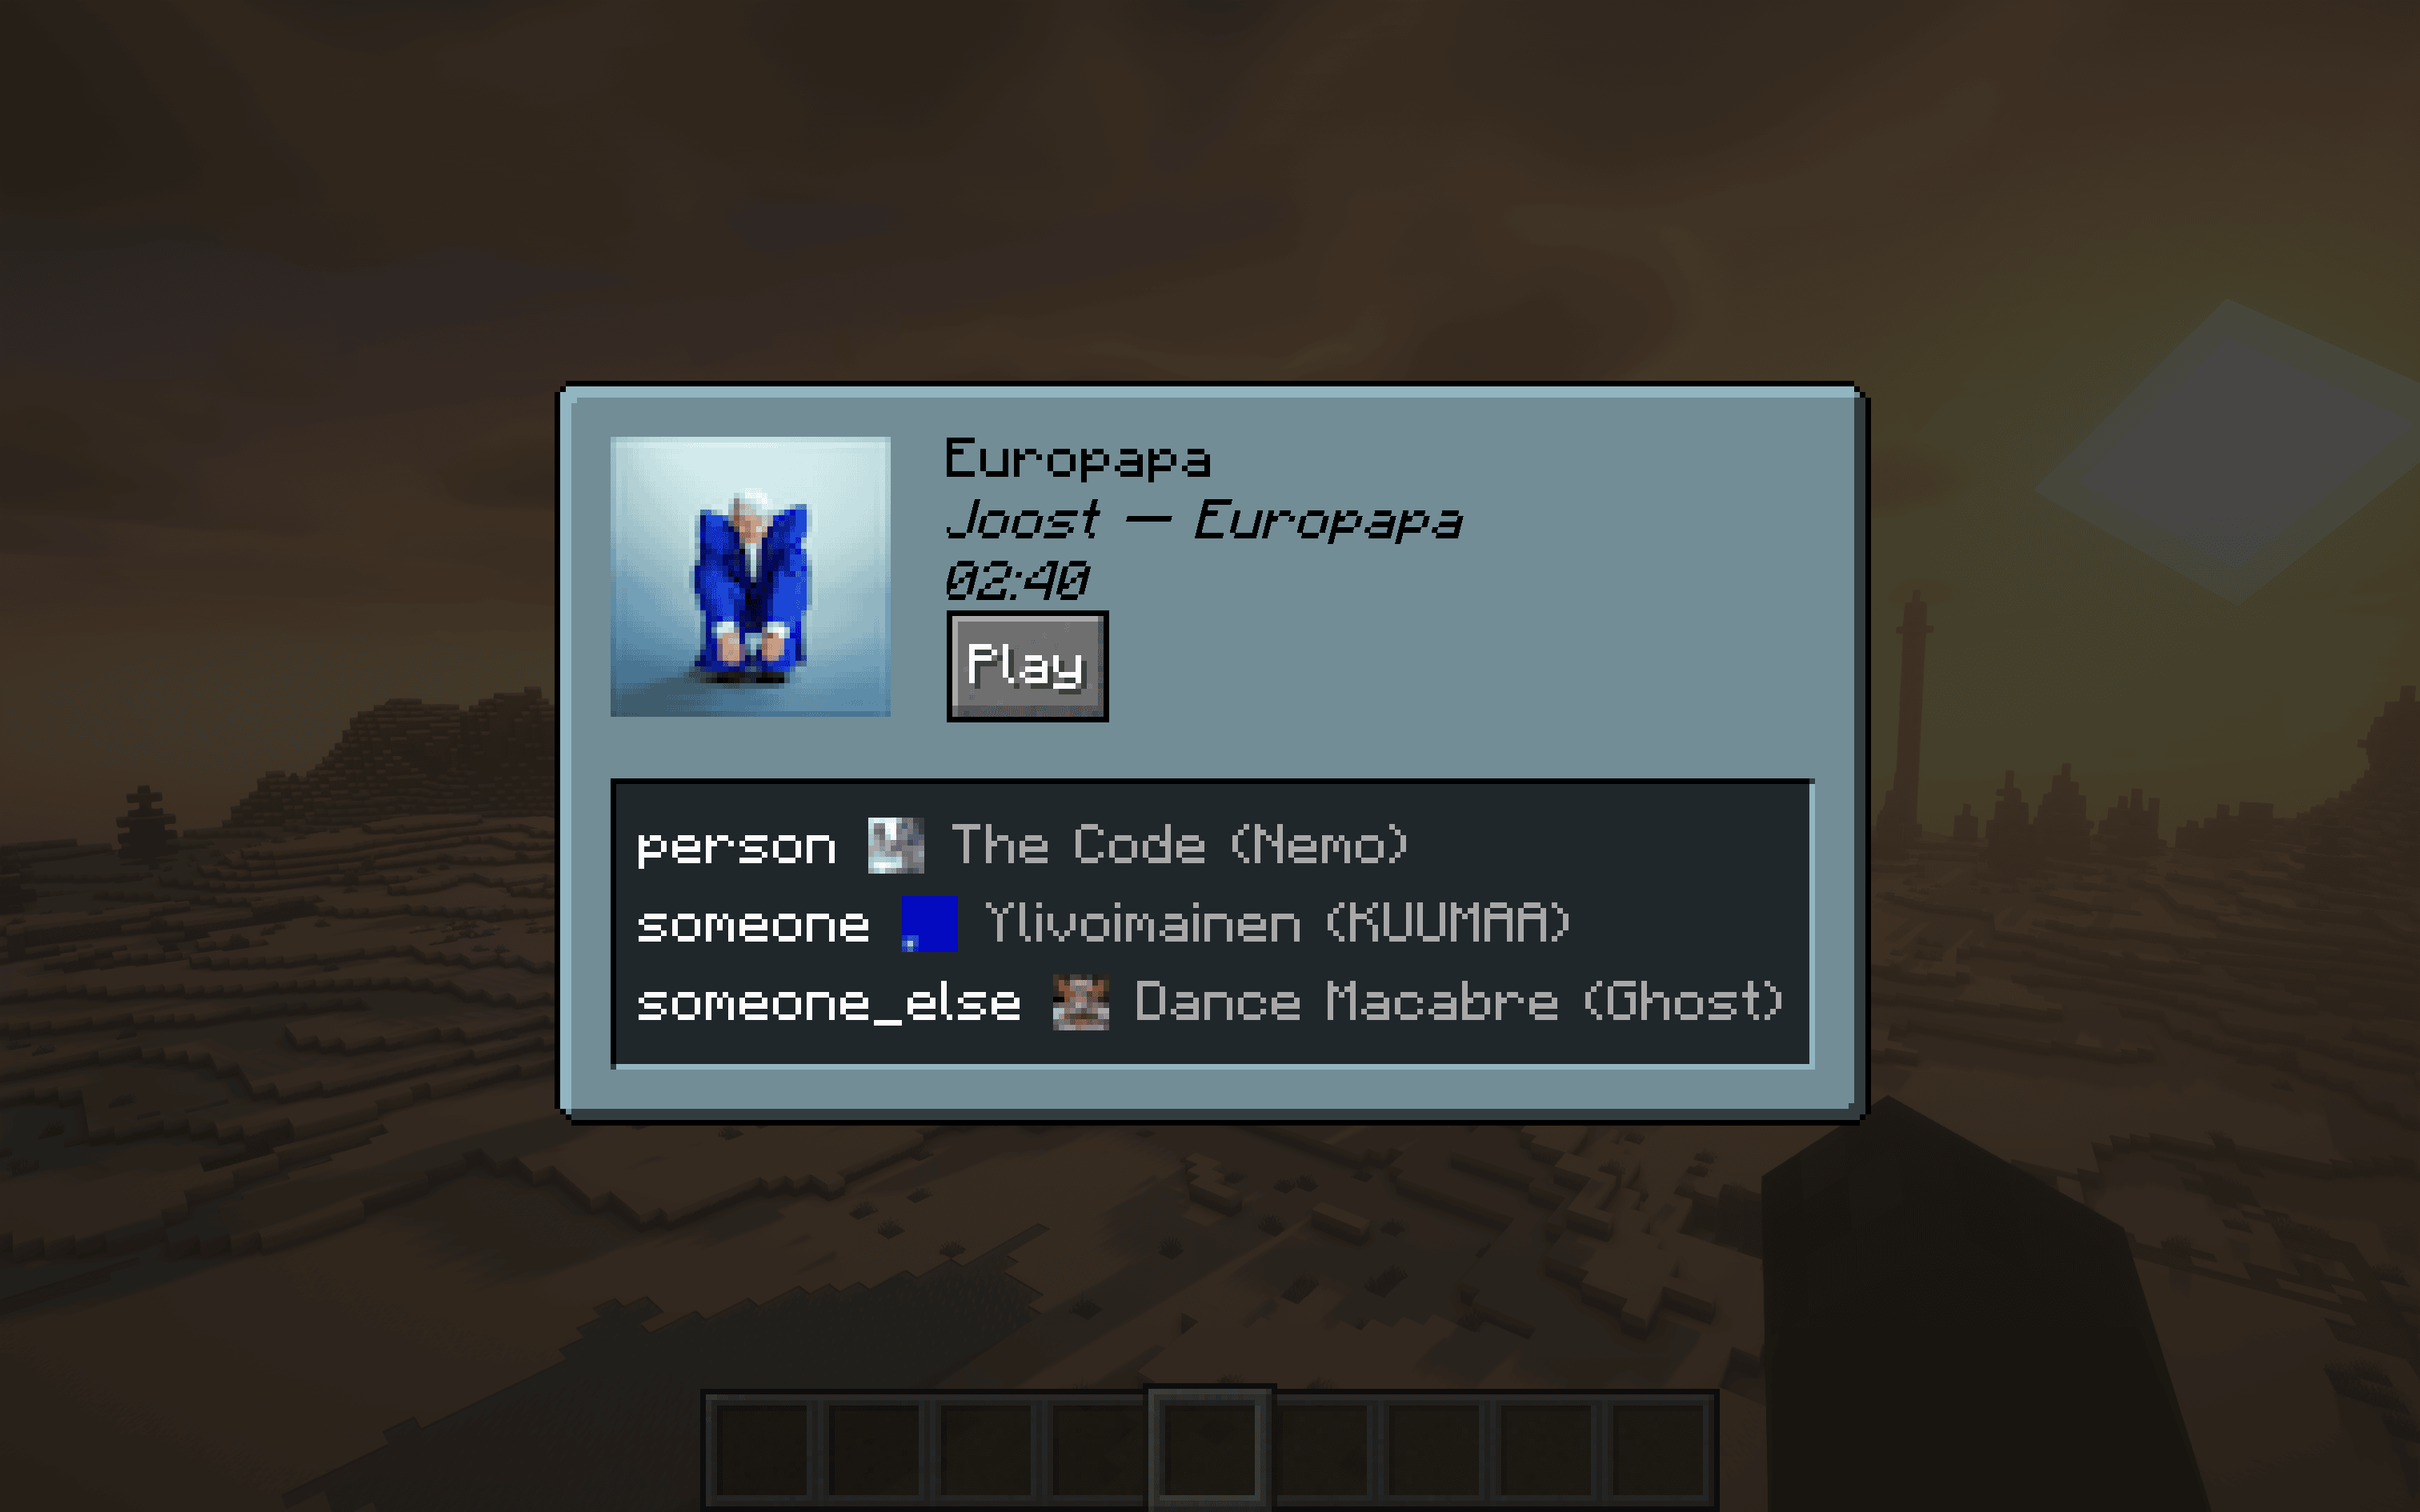 Europapa
Joost — Europapa
02:40
Play
person The Code (Nemo)
someone Ylivoimainen (KUUMAA)
someone_else Dance Macabre (Ghost)